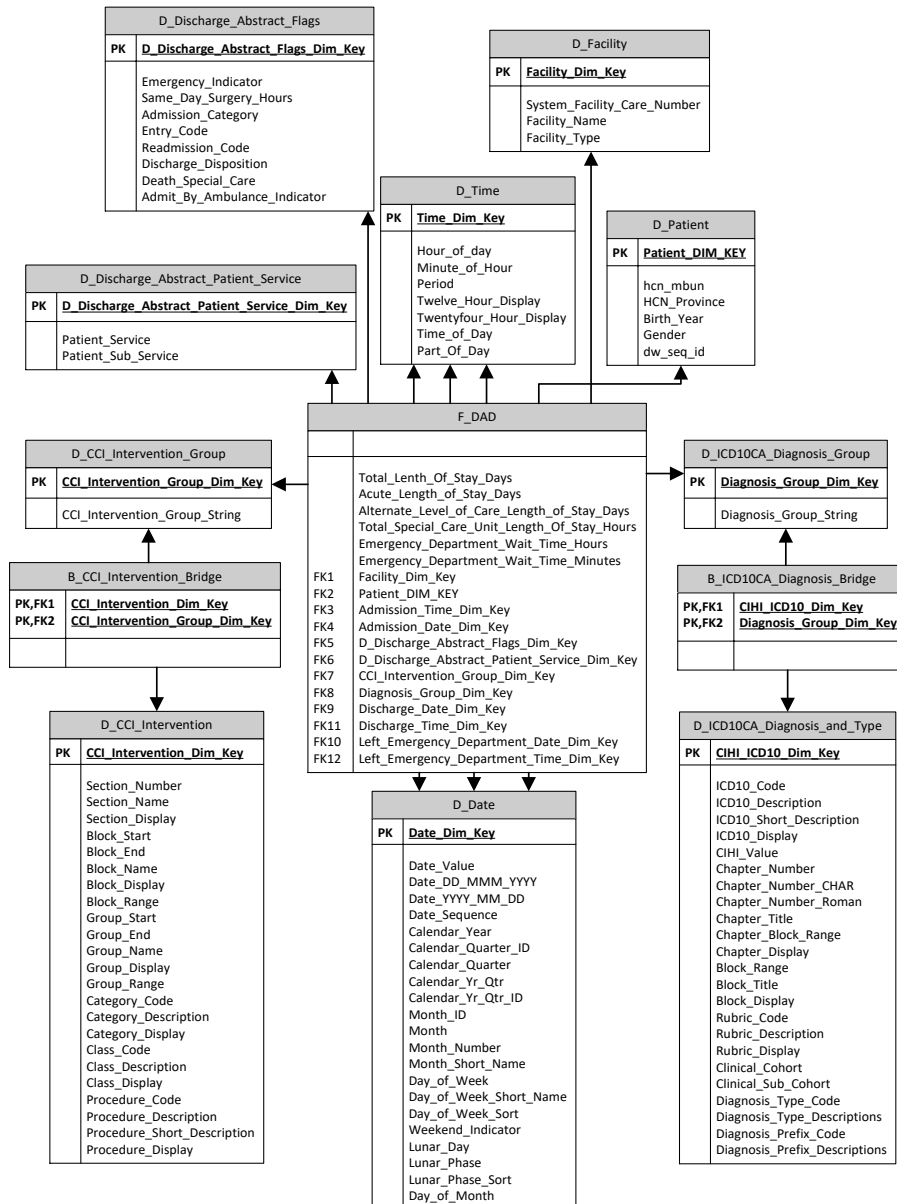 D_Discharge_Abstract_Flags
PK D_Discharge_Abstract_Flags_Dim_Key
Emergency_Indicator
Same_Day_Surgery_Hours
Admission_Category
Entry_Code
Readmission_Code
Discharge_Disposition
Death_Special_Care
Admit_By_Ambulance_Indicator
D_Facility
PK Facility_Dim_Key
System_Facility_Care_Number
Facility_Name
Facility_Type
D_Time
PK Time_Dim_Key
Hour_of_day
Minute_of_Hour
Period
Twelve_Hour_Display
Twentyfour_Hour_Display
Time_of_Day
Part_Of_Day
D_Patient
PK Patient_DIM_KEY
hcn_mbun
HCN_Province
Birth_Year
Gender
dw_seq_id
D_Discharge_Abstract_Patient_Service
PK D_Discharge_Abstract_Patient_Service_Dim_Key
Patient_Service
Patient_Sub_Service
F_DAD
Total_Lenth_Of_Stay_Days
Acute_Length_of_Stay_Days
Alternate_Level_of_Care_Length_of_Stay_Days
Total_Special_Care_Unit_Length_Of_Stay_Hours
Emergency_Department_Wait_Time_Hours
Emergency_Department_Wait_Time_Minutes
FK1 Facility_Dim_Key
FK2 Patient_DIM_KEY
FK3 Admission_Time_Dim_Key
FK4 Admission_Date_Dim_Key
FK5 D_Discharge_Abstract_Flags_Dim_Key
FK6 D_Discharge_Abstract_Patient_Service_Dim_Key
FK7 CCI_Intervention_Group_Dim_Key
FK8 Diagnosis_Group_Dim_Key
FK9 Discharge_Date_Dim_Key
FK11 Discharge_Time_Dim_Key
FK10 Left_Emergency_Department_Date_Dim_Key
FK12 Left_Emergency_Department_Time_Dim_Key
D_CCI_Intervention_Group
PK CCI_Intervention_Group_Dim_Key
CCI_Intervention_Group_String
D_ICD10CA_Diagnosis_Group
PK Diagnosis_Group_Dim_Key
Diagnosis_Group_String
B_CCI_Intervention_Bridge
PK,FK1 CCI_Intervention_Dim_Key
PK,FK2 CCI_Intervention_Group_Dim_Key
B_ICD10CA_Diagnosis_Bridge
PK,FK1 CIHI_ICD10_Dim_Key
PK,FK2 Diagnosis_Group_Dim_Key
D_CCI_Intervention
PK CCI_Intervention_Dim_Key
Section_Number
Section_Name
Section_Display
Block_Start
Block_End
Block_Name
Block_Display
Block_Range
Group_Start
Group_End
Group_Name
Group_Display
Group_Range
Category_Code
Category_Description
Category_Display
Class_Code
Class_Description
Class_Display
Procedure_Code
Procedure_Description
Procedure_Short_Description
Procedure_Display
D_Date
PK Date_Dim_Key
Date_Value
Date_DD_MMM_YYYY
Date_YYYY_MM_DD
Date_Sequence
Calendar_Year
Calendar_Quarter_ID
Calendar_Quarter
Calendar_Yr_Qtr
Calendar_Yr_Qtr_ID
Month_ID
Month
Month_Number
Month_Short_Name
Day_of_Week
Day_of_Week_Short_Name
Day_of_Week_Sort
Weekend_Indicator
Lunar_Day
Lunar_Phase
Lunar_Phase_Sort
Day_of_Month
D_ICD10CA_Diagnosis_and_Type
PK CIHI_ICD10_Dim_Key
ICD10_Code
ICD10_Description
ICD10_Short_Description
ICD10_Display
CIHI_Value
Chapter_Number
Chapter_Number_CHAR
Chapter_Number_Roman
Chapter_Title
Chapter_Block_Range
Chapter_Display
Block_Range
Block_Title
Block_Display
Rubric_Code
Rubric_Description
Rubric_Display
Clinical_Cohort
Clinical_Sub_Cohort
Diagnosis_Type_Code
Diagnosis_Type_Descriptions
Diagnosis_Prefix_Code
Diagnosis_Prefix_Descriptions